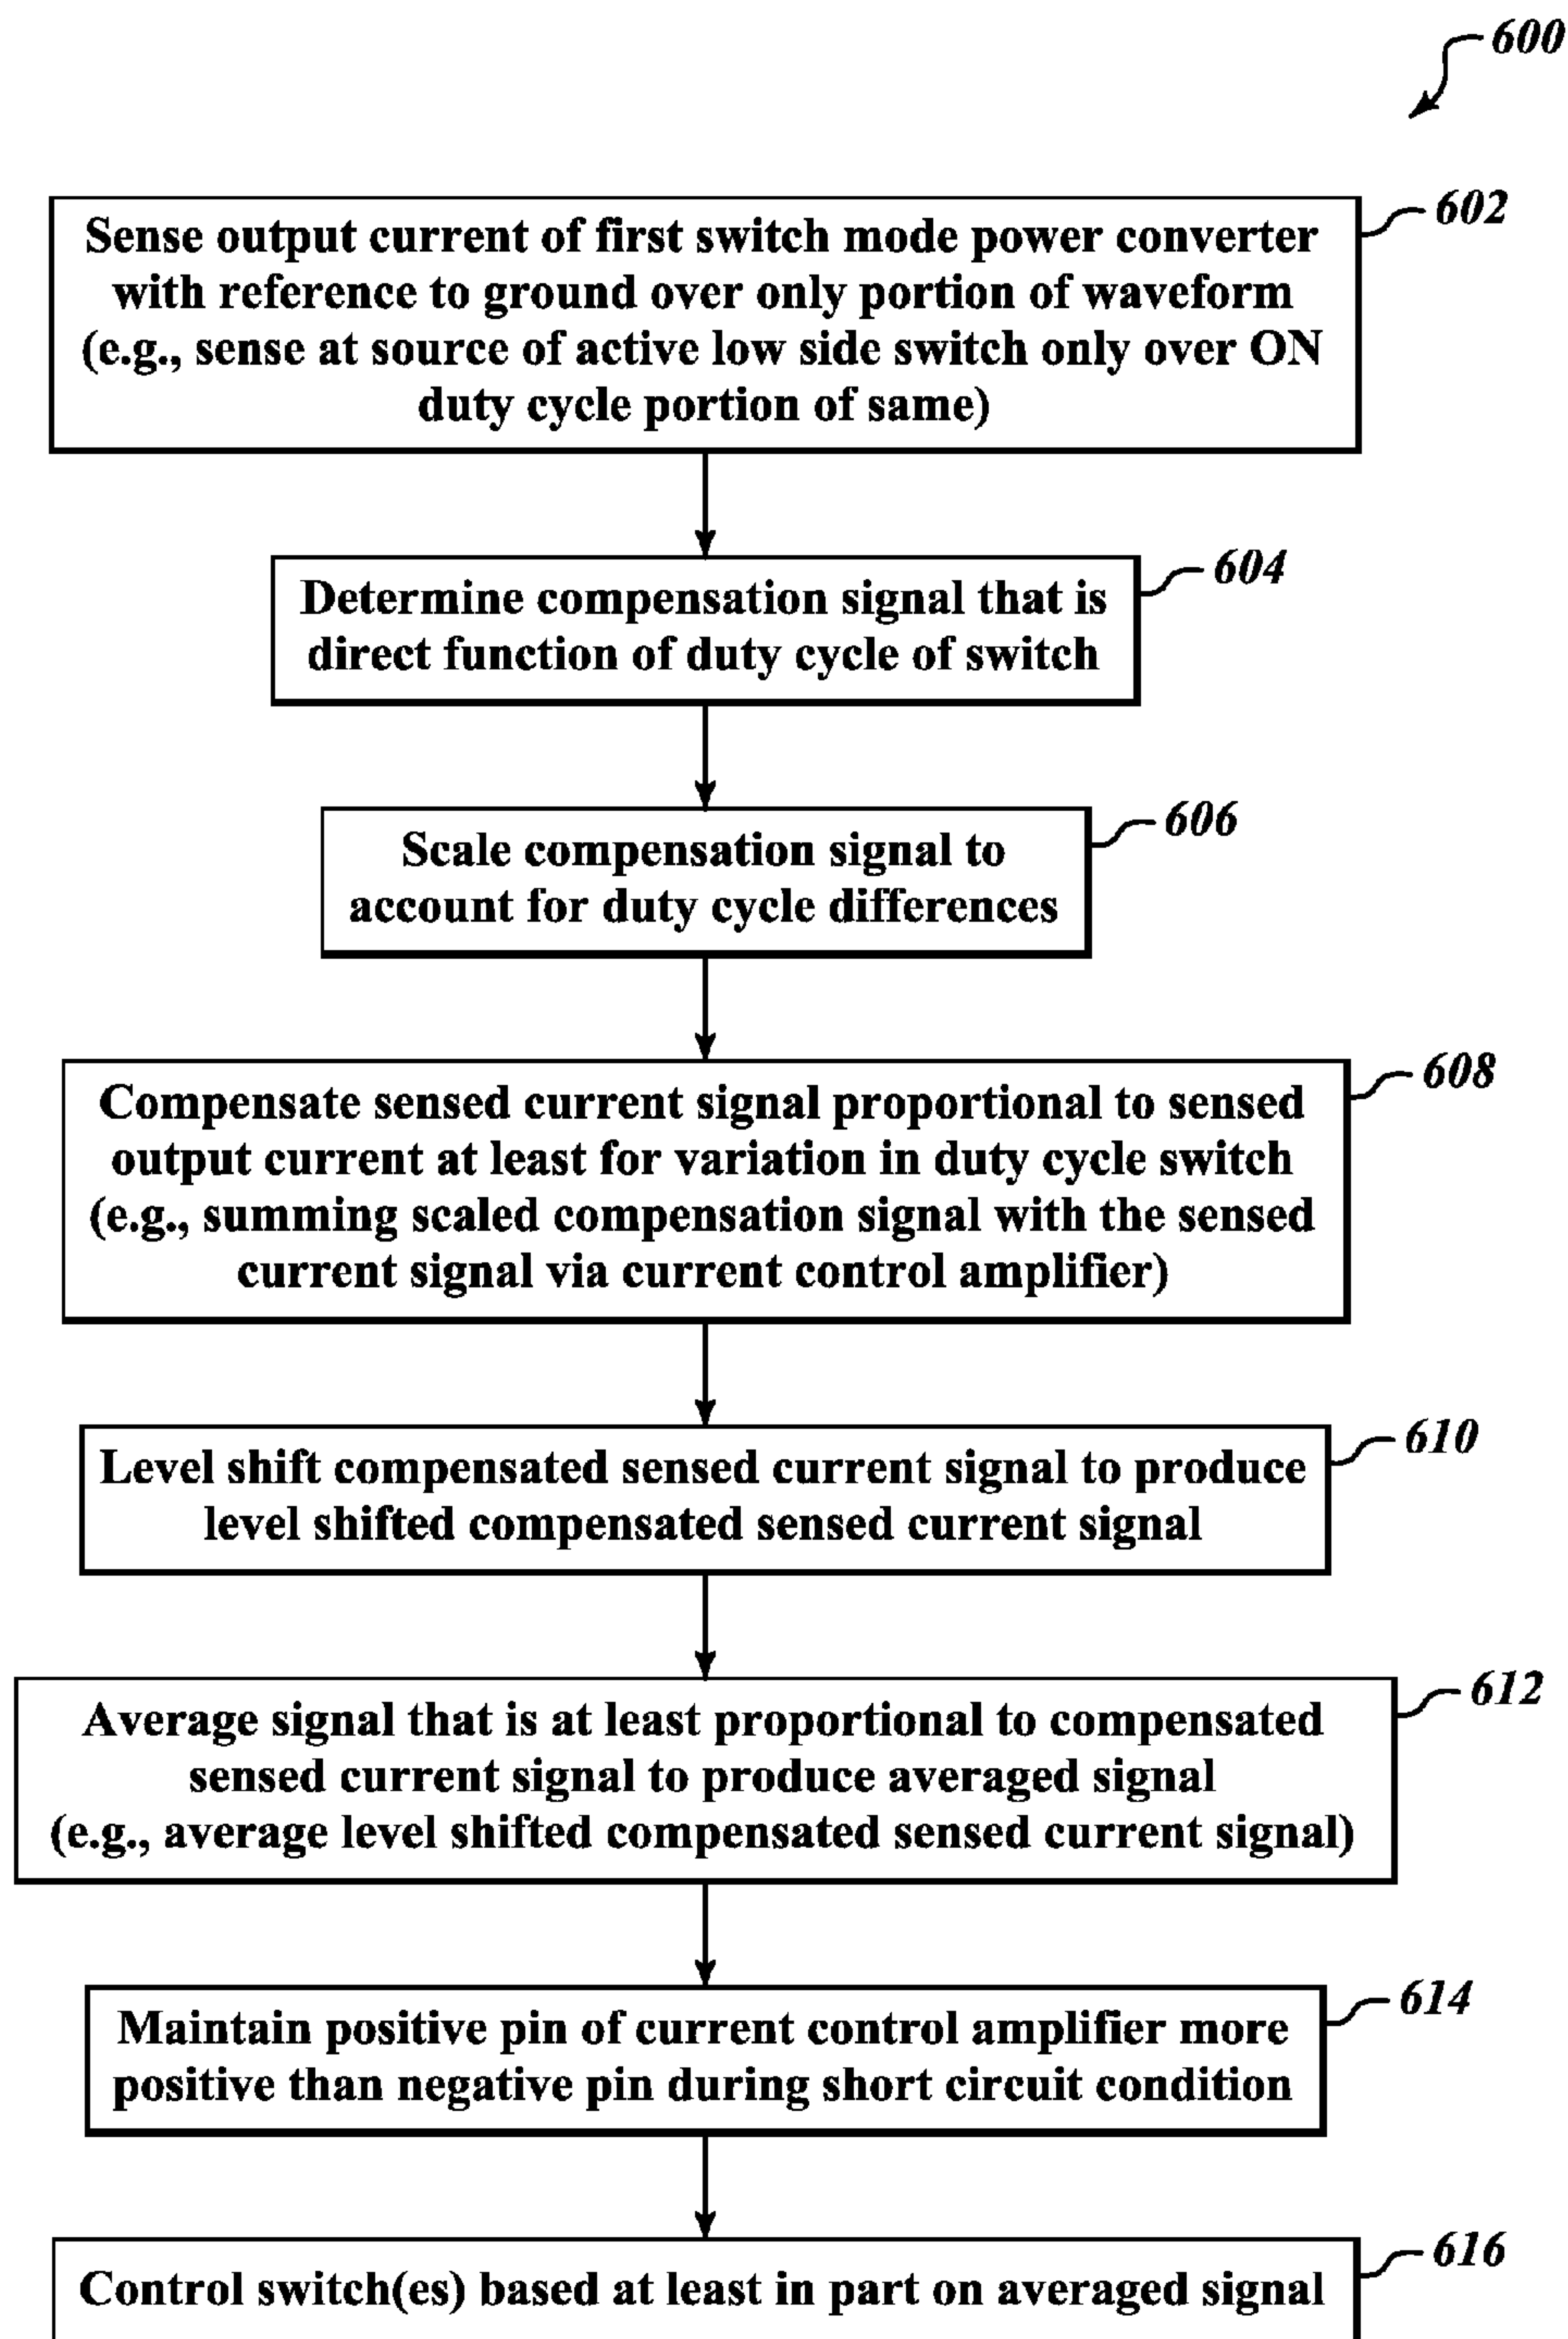 600
602
Sense output current of first switch mode power converter
with reference to ground over only portion of waveform
(e.g., sense at source of active low side switch only over ON
duty cycle portion of same)
604
Determine compensation signal that is
direct function of duty cycle of switch
606
Scale compensation signal to
account for duty cycle differences
608
Compensate sensed current signal proportional to sensed
output current at least for variation in duty cycle switch
(e.g., summing scaled compensation signal with the sensed
current signal via current control amplifier)
610
Level shift compensated sensed current signal to produce
level shifted compensated sensed current signal
612
Average signal that is at least proportional to compensated
sensed current signal to produce averaged signal
(e.g., average level shifted compensated sensed current signal)
614
Maintain positive pin of current control amplifier more
positive than negative pin during short circuit condition
616
Control switch(es) based at least in part on averaged signal